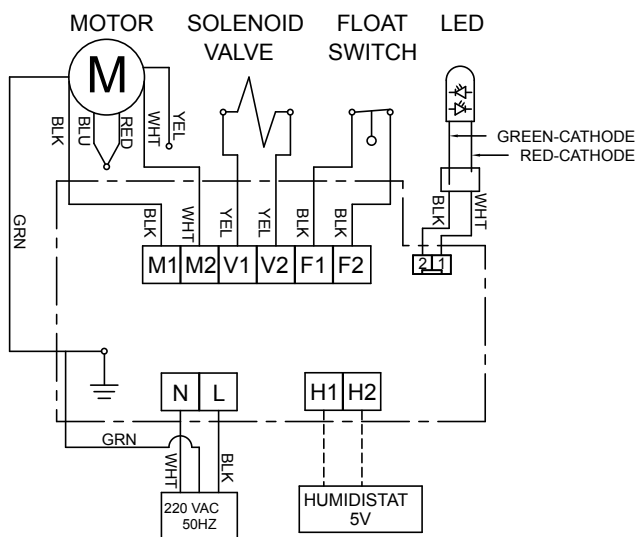 MOTOR
SOLENOID
VALVE
FLOAT
SWITCH
LED
M
BLK
BLU
RED
WHT
YEL
GREEN-CATHODE
RED-CATHODE
GRN
BLK
WHT
YEL
YEL
BLK
BLK
BLK
WHT
M1 M2 V1 V2 F1 F2
2 1
N L
H1 H2
GRN
WHT
BLK
220 VAC
50HZ
HUMIDISTAT
5V